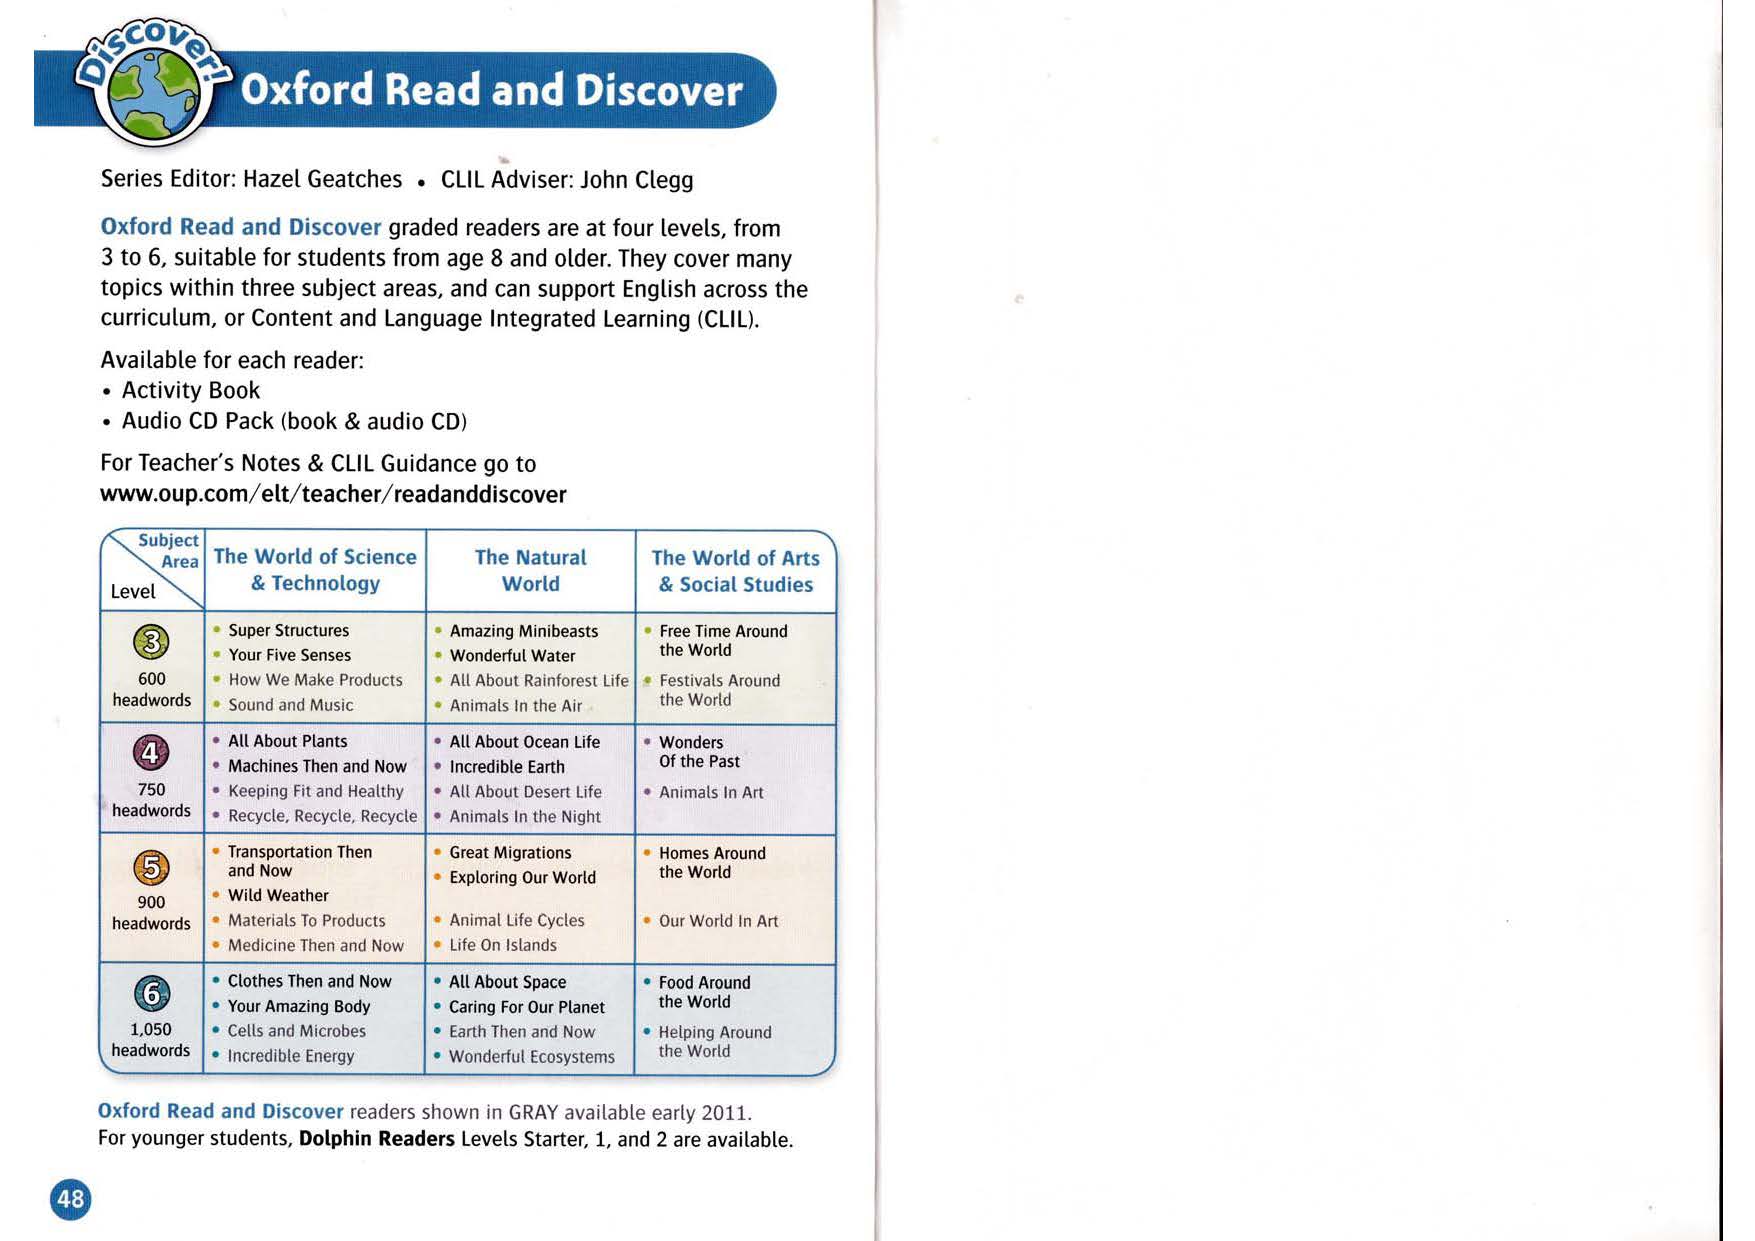 Discover!
Oxford Read and Discover
Series Editor: Hazel Geatches • CLIL Adviser: John Clegg
Oxford Read and Discover graded readers are at four levels, from
3 to 6, suitable for students from age 8 and older. They cover many
topics within three subject areas, and can support English across the
curriculum, or Content and Language Integrated Learning (CLIL).
Available for each reader:
• Activity Book
• Audio CD Pack (book & audio CD)
For Teacher's Notes & CLIL Guidance go to
www.oup.com/elt/teacher/readanddiscover
Subject
Area
Level
The World of Science
& Technology
The Natural
World
The World of Arts
& Social Studies
3
600
headwords
• Super Structures
• Your Five Senses
• How We Make Products
• Sound and Music
• Amazing Minibeasts
• Wonderful Water
• All About Rainforest Life
• Animals In the Air
• Free Time Around
the World
• Festivals Around
the World
4
750
headwords
• All About Plants
• Machines Then and Now
• Keeping Fit and Healthy
• Recycle, Recycle, Recycle
• All About Ocean Life
• Incredible Earth
• All About Desert Life
• Animals In the Night
• Wonders
Of the Past
• Animals In Art
5
900
headwords
• Transportation Then
and Now
• Wild Weather
• Materials To Products
• Medicine Then and Now
• Great Migrations
• Exploring Our World
• Animal Life Cycles
• Life On Islands
• Homes Around
the World
• Our World In Art
6
1,050
headwords
• Clothes Then and Now
• Your Amazing Body
• Cells and Microbes
• Incredible Energy
• All About Space
• Caring For Our Planet
• Earth Then and Now
• Wonderful Ecosystems
• Food Around
the World
• Helping Around
the World
Oxford Read and Discover readers shown in GRAY available early 2011.
For younger students, Dolphin Readers Levels Starter, 1, and 2 are available.
48